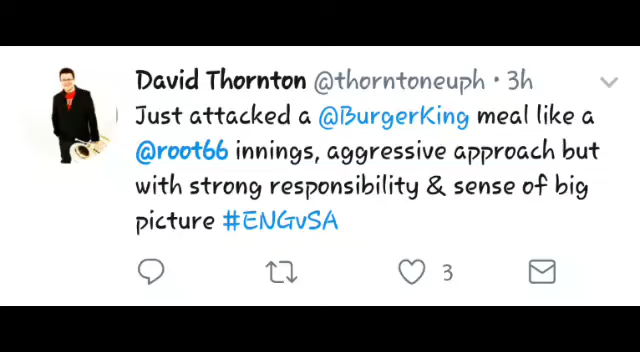 David Thornton @thorntoneuph • 3h
Just attacked a @BurgerKing meal like a
@root66 innings, aggressive approach but
with strong responsibility & sense of big
picture #ENGvSA
3